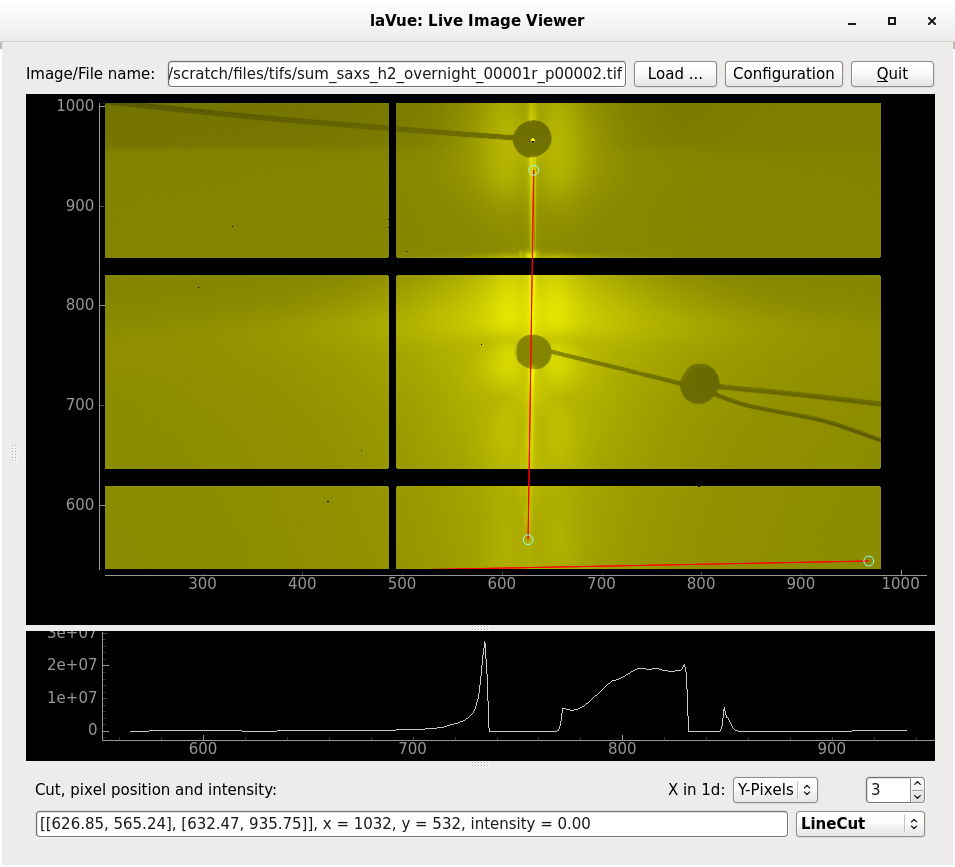 laVue: Live Image Viewer
Image/File name: /scratch/files/tifs/sum_saxs_h2_overnight_00001r_p00002.tif Load ... Configuration Quit
1000
900
800
700
600
300 400 500 600 700 800 900 1000
3e+07
2e+07
1e+07
0
600 700 800 900
Cut, pixel position and intensity: X in 1d: Y-Pixels 3
[[626.85, 565.24], [632.47, 935.75]], x = 1032, y = 532, intensity = 0.00 LineCut